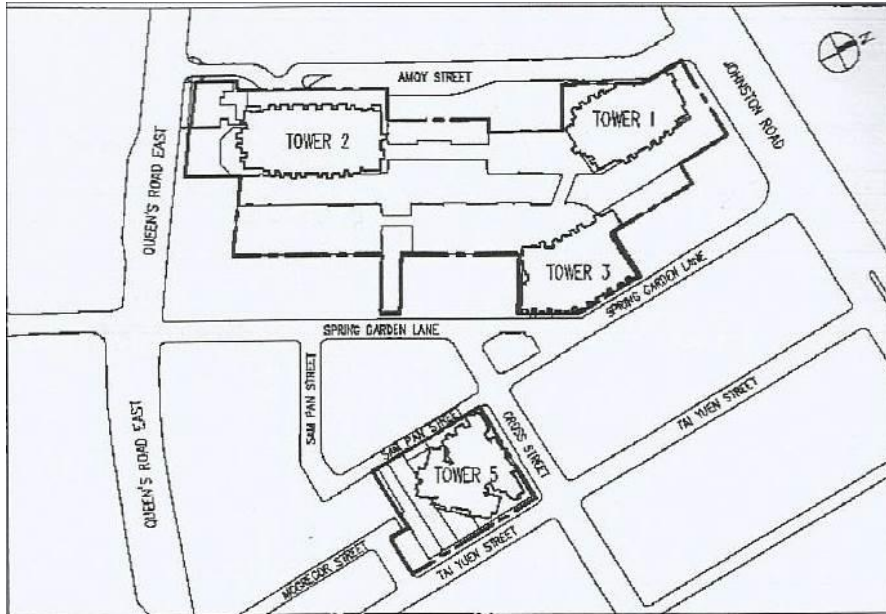 AMOY STREET
N
JOHNSTON ROAD
TOWER 1
TOWER 2
QUEEN'S ROAD EAST
TOWER 3
SPRING GARDEN LANE
SPRING GARDEN LANE
SAM PAN STREET
TAI YUEN STREET
SAM PAN STREET
CROSS STREET
QUEEN'S ROAD EAST
TOWER 5
MCGREGOR STREET
TAI YUEN STREET